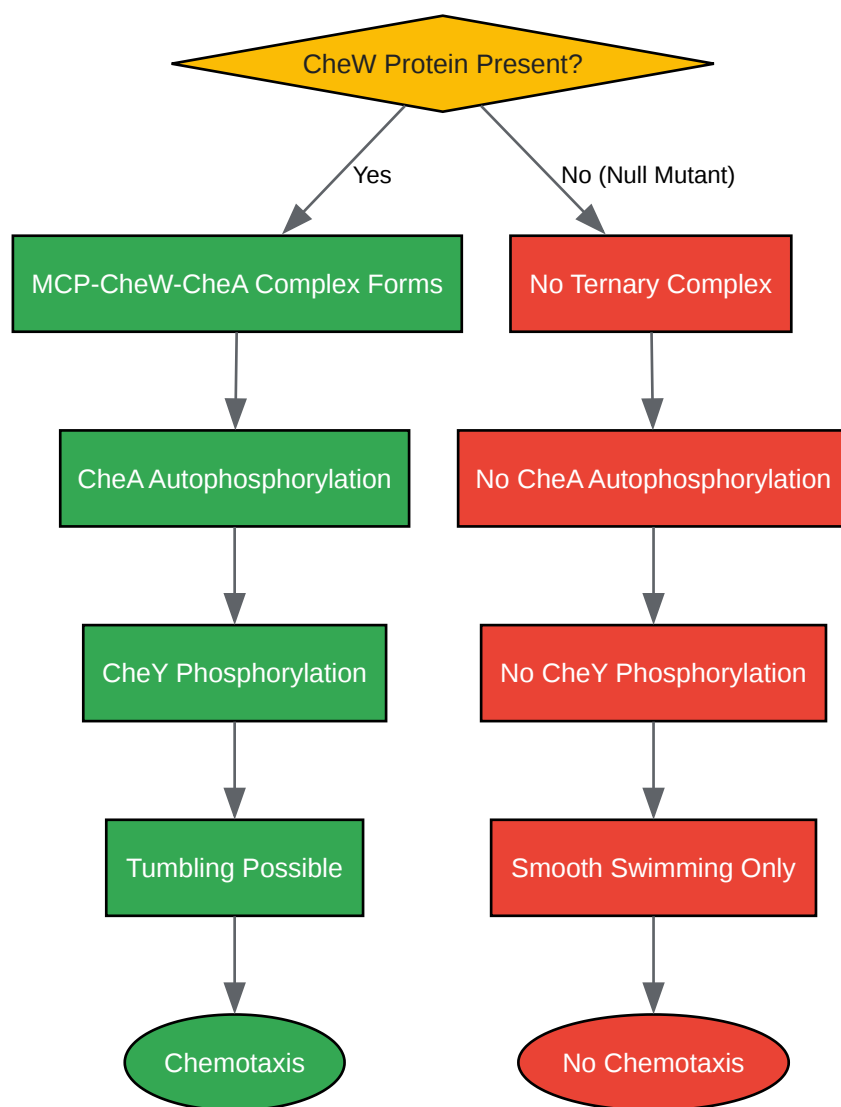 CheW Protein Present?
Yes
No (Null Mutant)
MCP-CheW-CheA Complex Forms
No Ternary Complex
CheA Autophosphorylation
No CheA Autophosphorylation
CheY Phosphorylation
No CheY Phosphorylation
Tumbling Possible
Smooth Swimming Only
Chemotaxis
No Chemotaxis